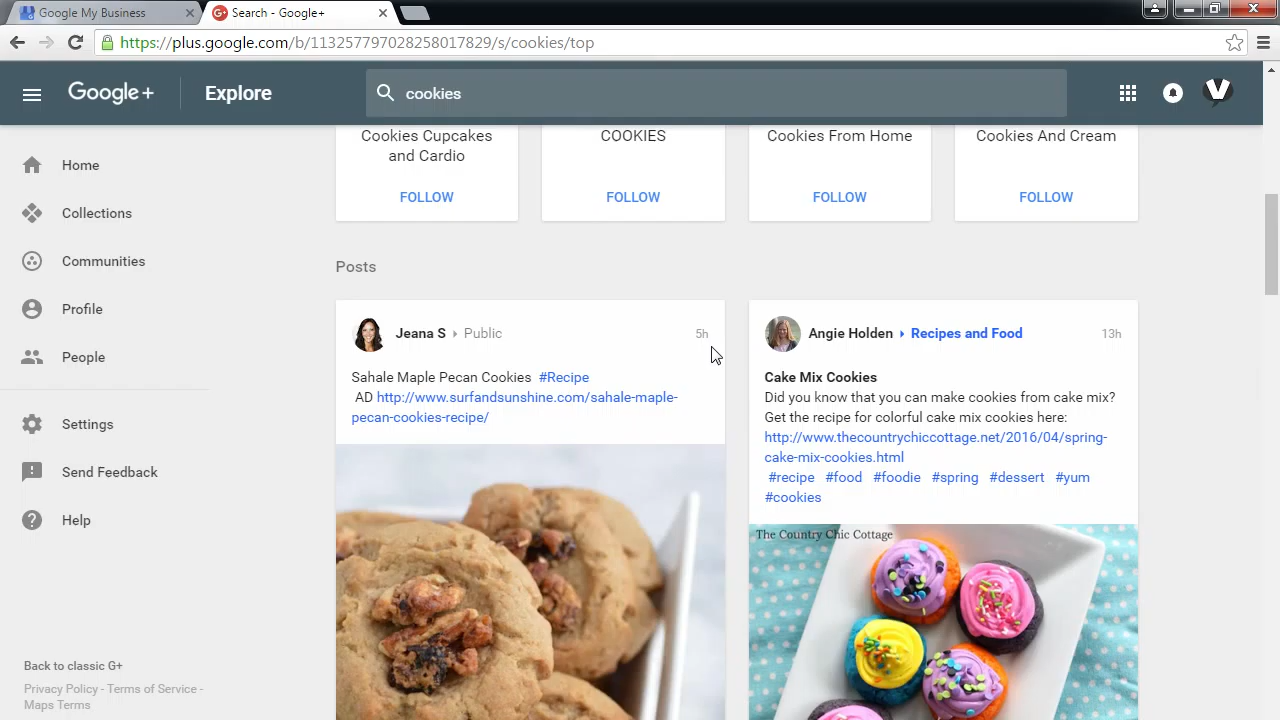 Google My Business
Search - Google+
https://plus.google.com/b/113257797028258017829/s/cookies/top
Google+
Explore
cookies
Home
Collections
Communities
Profile
People
Settings
Send Feedback
Help
Back to classic G+
Privacy Policy - Terms of Service -
Maps Terms
Cookies Cupcakes
and Cardio
FOLLOW
COOKIES
FOLLOW
Cookies From Home
FOLLOW
Cookies And Cream
FOLLOW
Posts
Jeana S Public 5h
Sahale Maple Pecan Cookies #Recipe
AD http://www.surfandsunshine.com/sahale-maple-
pecan-cookies-recipe/
Angie Holden Recipes and Food 13h
Cake Mix Cookies
Did you know that you can make cookies from cake mix?
Get the recipe for colorful cake mix cookies here:
http://www.thecountrychiccottage.net/2016/04/spring-
cake-mix-cookies.html
#recipe #food #foodie #spring #dessert #yum
#cookies
The Country Chic Cottage